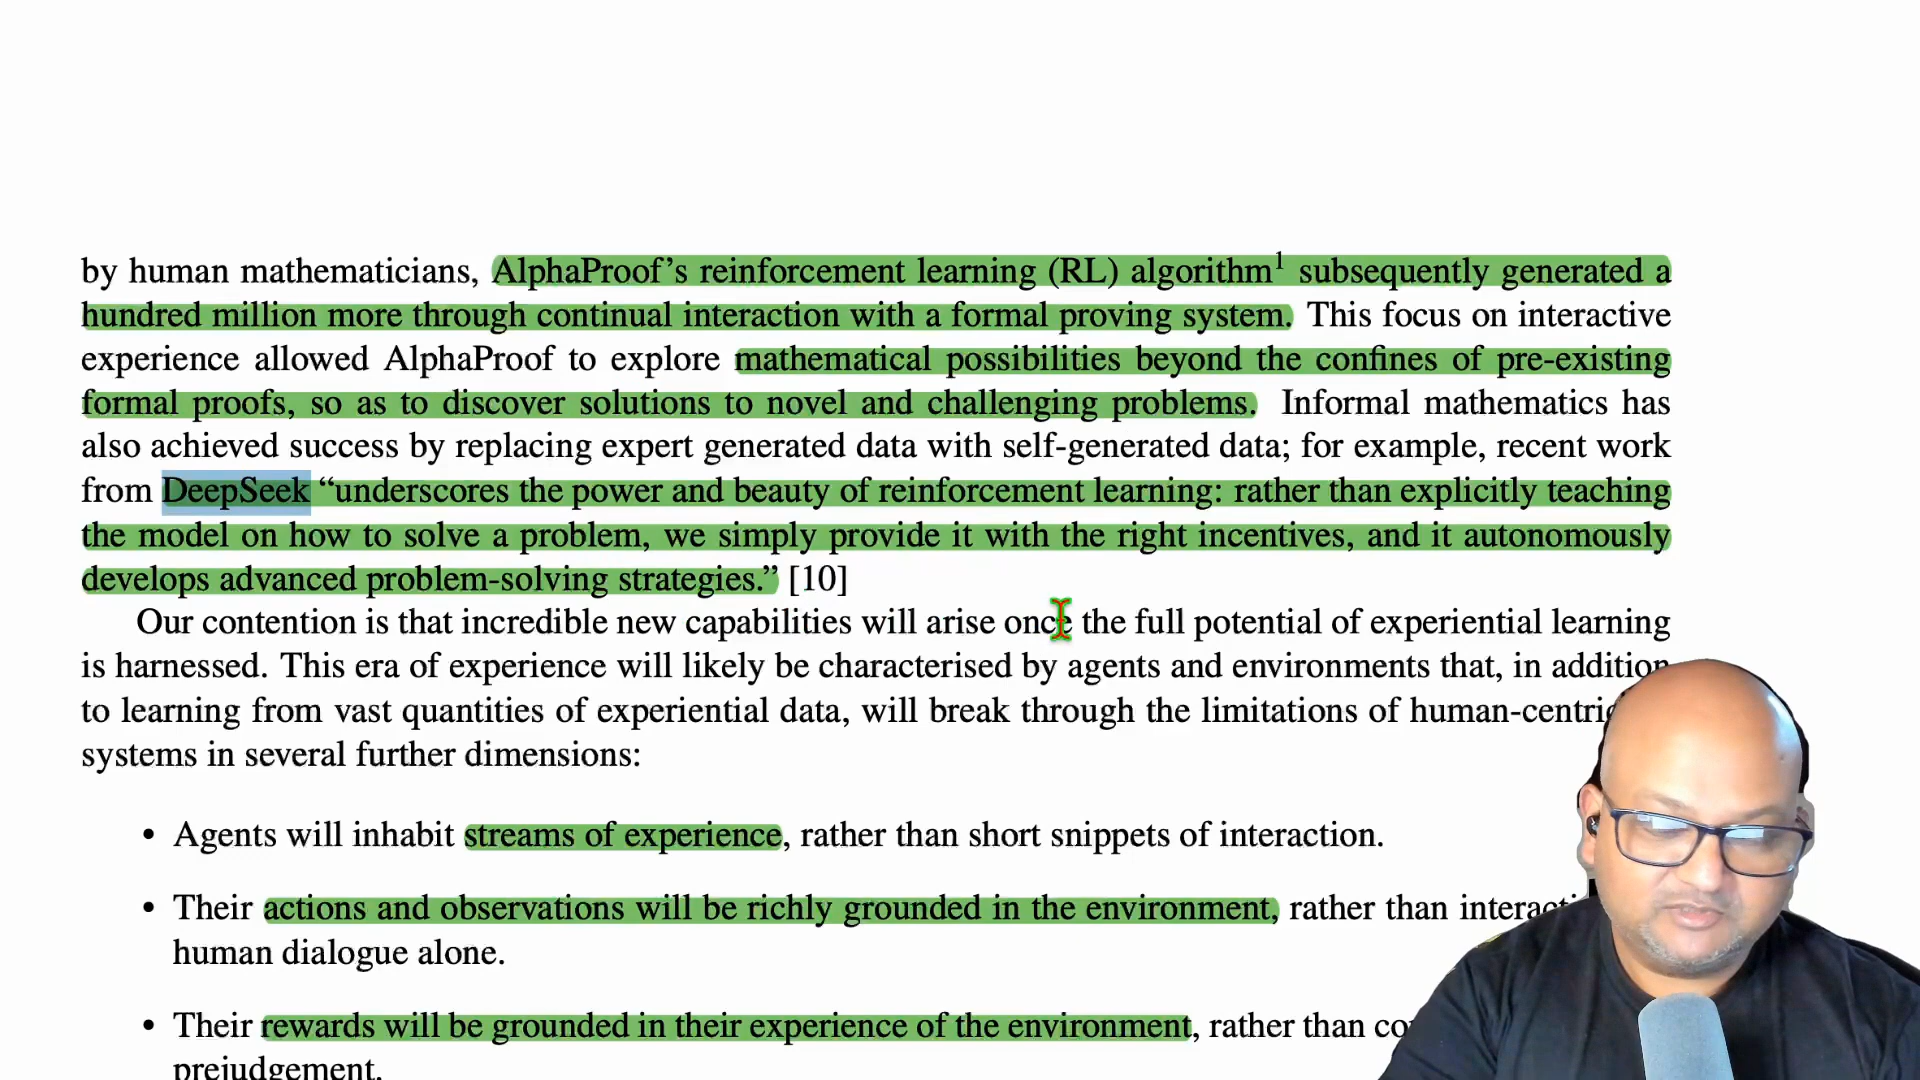 by human mathematicians, AlphaProof’s reinforcement learning (RL) algorithm¹ subsequently generated a
hundred million more through continual interaction with a formal proving system. This focus on interactive
experience allowed AlphaProof to explore mathematical possibilities beyond the confines of pre-existing
formal proofs, so as to discover solutions to novel and challenging problems. Informal mathematics has
also achieved success by replacing expert generated data with self-generated data; for example, recent work
from DeepSeek “underscores the power and beauty of reinforcement learning: rather than explicitly teaching
the model on how to solve a problem, we simply provide it with the right incentives, and it autonomously
develops advanced problem-solving strategies.” [10]
Our contention is that incredible new capabilities will arise once the full potential of experiential learning
is harnessed. This era of experience will likely be characterised by agents and environments that, in addition
to learning from vast quantities of experiential data, will break through the limitations of human-centric
systems in several further dimensions:
• Agents will inhabit streams of experience, rather than short snippets of interaction.
• Their actions and observations will be richly grounded in the environment, rather than
human dialogue alone.
• Their rewards will be grounded in their experience of the environment, rather than
prejudgement.